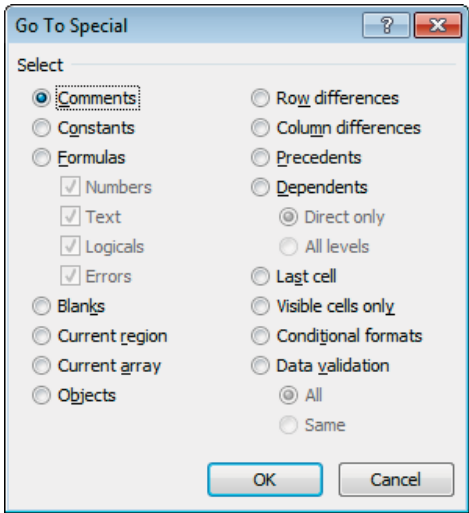 Go To Special
Select
Comments
Constants
Formulas
Numbers
Text
Logicals
Errors
Blanks
Current region
Current array
Objects
Row differences
Column differences
Precedents
Dependents
Direct only
All levels
Last cell
Visible cells only
Conditional formats
Data validation
All
Same
OK
Cancel